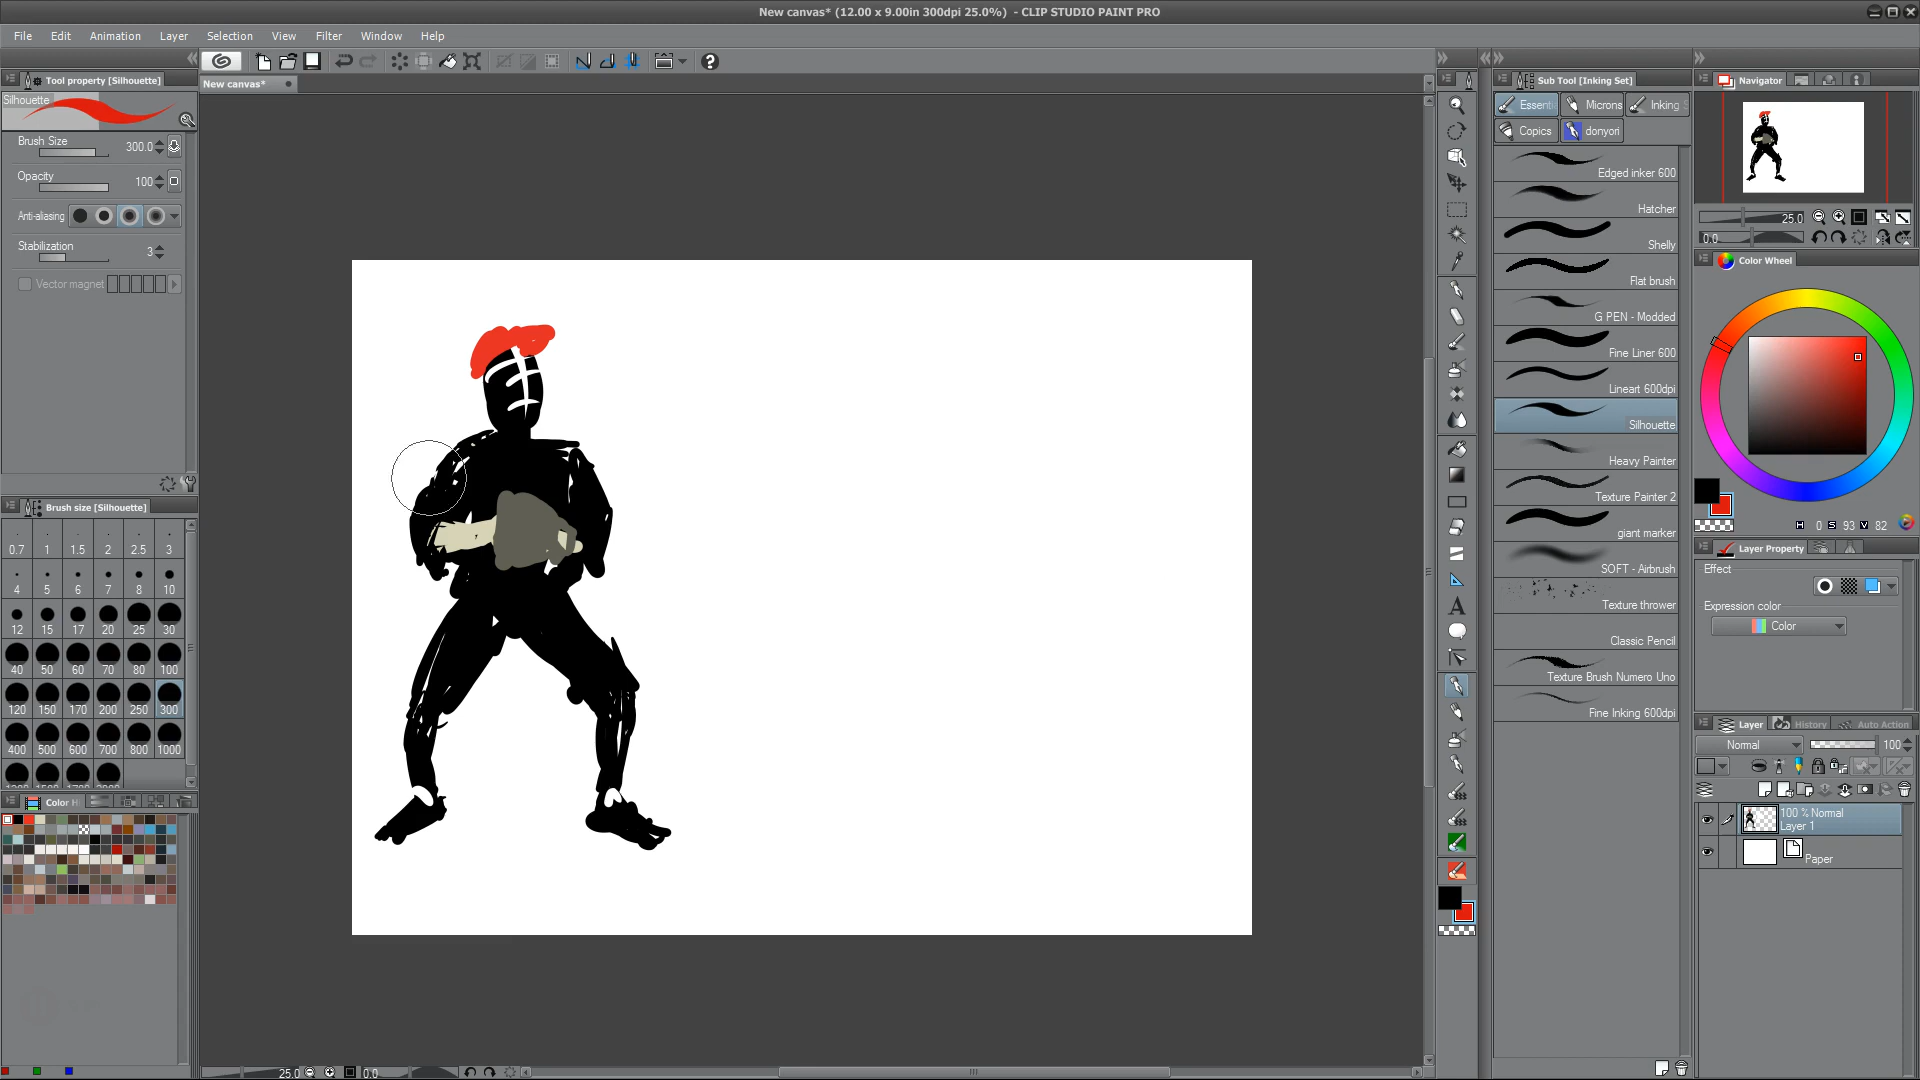 New canvas* (12.00 x 9.00in 300dpi 25.0%) - CLIP STUDIO PAINT PRO
File Edit Animation Layer Selection View Filter Window Help
Tool property [Silhouette]
New canvas*
Silhouette
Brush Size 300.0
Opacity 100
Anti-aliasing
Stabilization 3
Vector magnet
Brush size [Silhouette]
0.7 1 1.5 2 2.5 3
4 5 6 7 8 10
12 15 17 20 25 30
40 50 60 70 80 100
120 150 170 200 250 300
400 500 600 700 800 1000
Color Hi
25.0 0.0
Sub Tool [Inking Set]
Essenti Microns Inking S
Copics donyori
Edged inker 600
Hatcher
Shelly
Flat brush
G PEN - Modded
Fine Liner 600
Lineart 600dpi
Silhouette
Heavy Painter
Texture Painter 2
giant marker
SOFT - Airbrush
Texture thrower
Classic Pencil
Texture Brush Numero Uno
Fine Inking 600dpi
Navigator
25.0
0.0
Color Wheel
H 0 S 93 V 82
Layer Property
Effect
Expression color
Color
Layer History Auto Action
Normal 100
100 % Normal
Layer 1
Paper